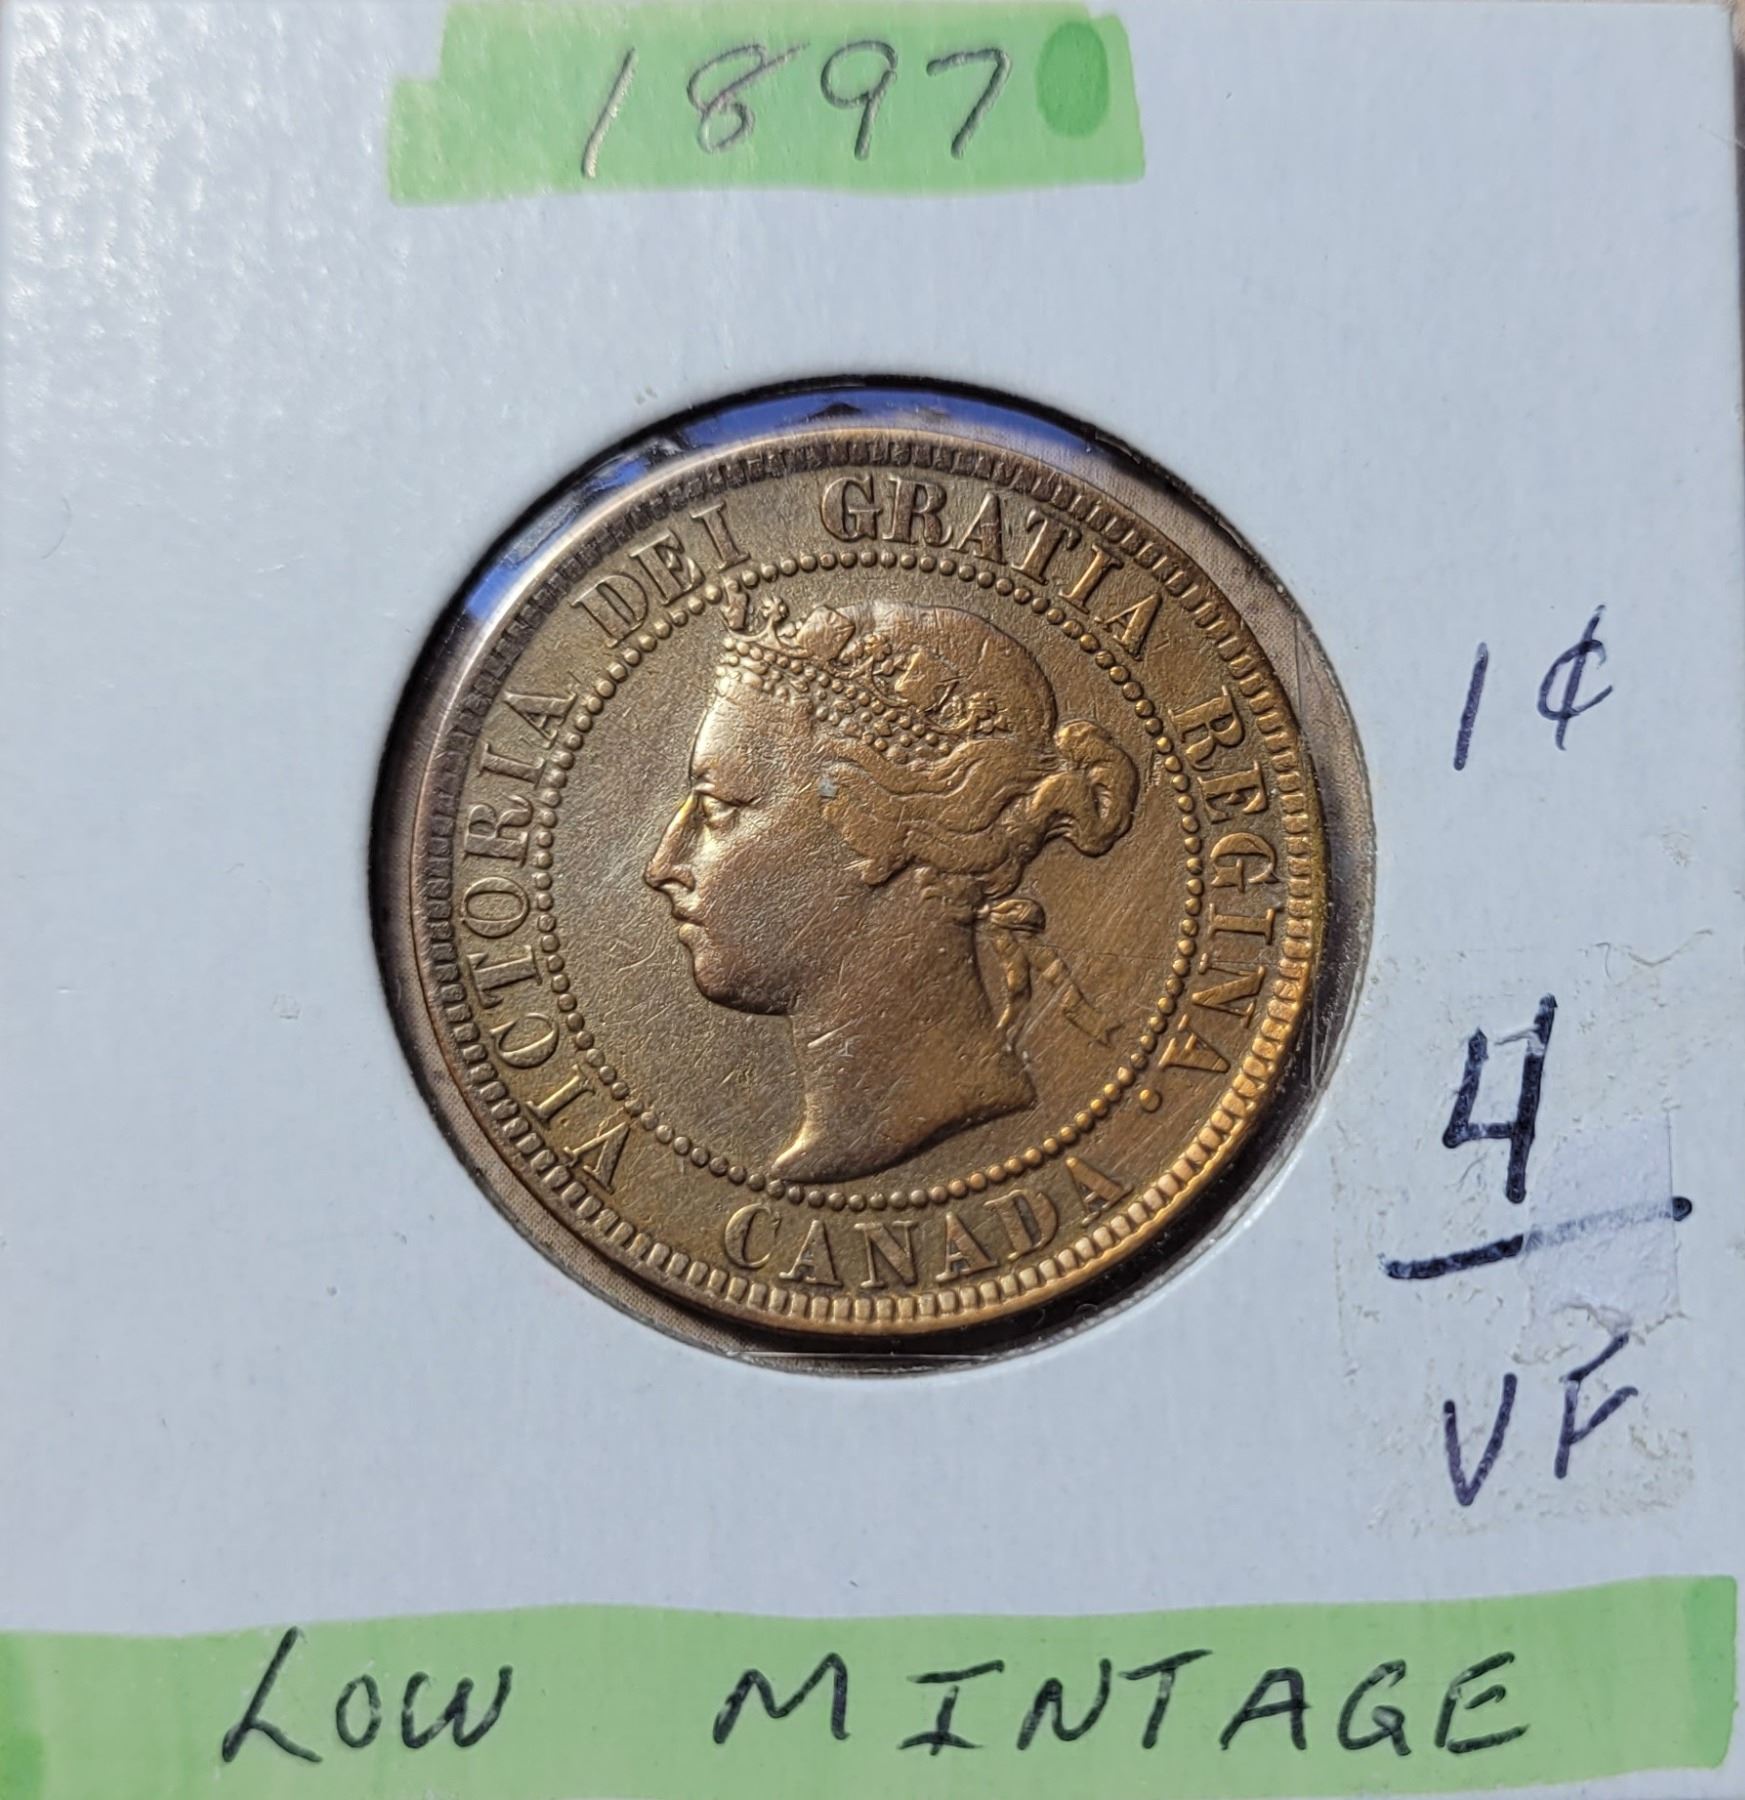 1897
VICTORIA DEI GRATIA REGINA.
CANADA
1¢
4
VF
LOW MINTAGE